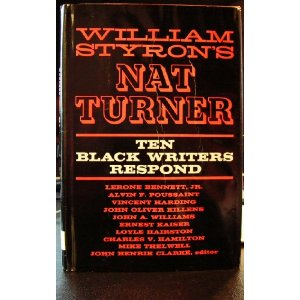 WILLIAM
STYRON'S
NAT
TURNER
TEN
BLACK WRITERS
RESPOND
LERONE BENNETT, JR.
ALVIN F. POUSSAINT
VINCENT HARDING
JOHN OLIVER KILLENS
JOHN A. WILLIAMS
ERNEST KAISER
LOYLE HAIRSTON
CHARLES V. HAMILTON
MIKE THELWELL
JOHN HENRIK CLARKE, editor